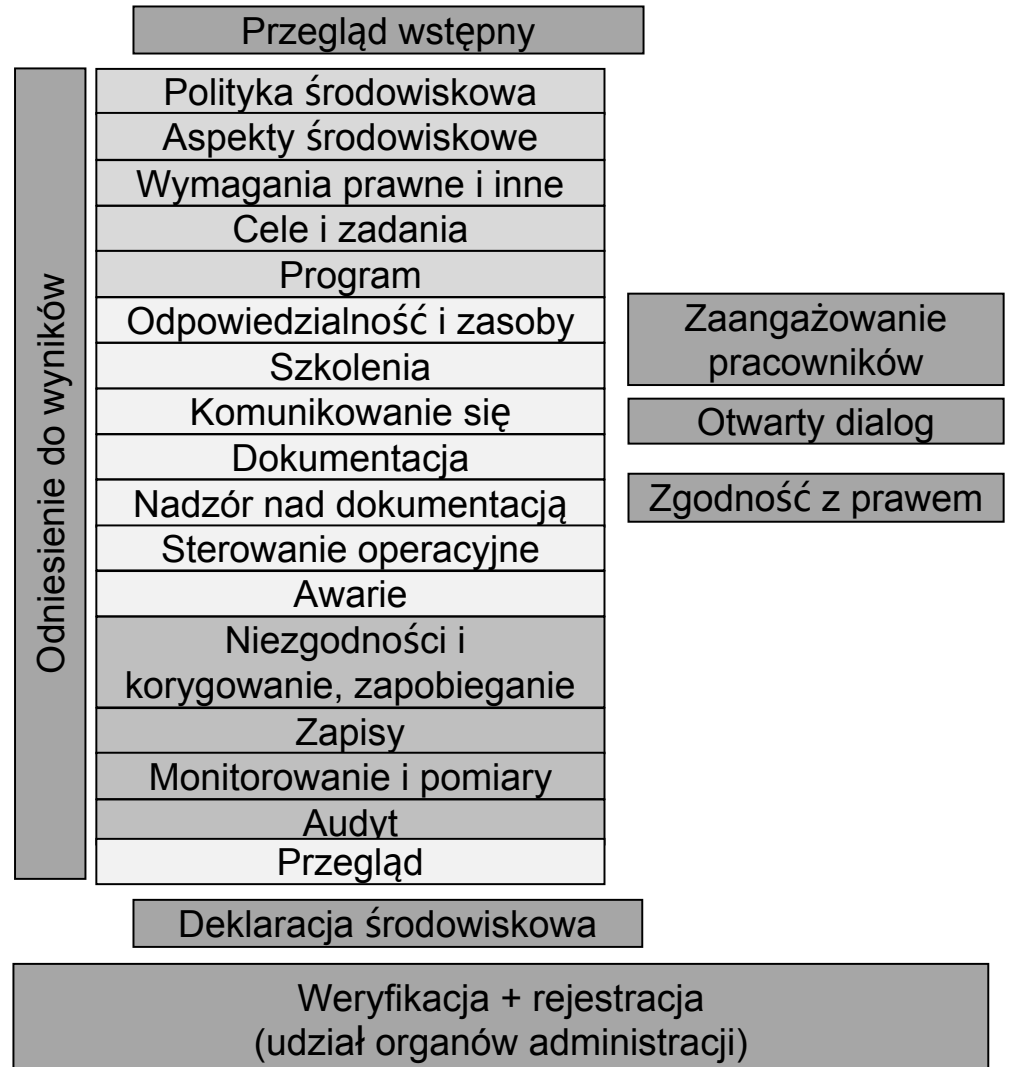 Przegląd wstępny
Odniesienie do wyników
Polityka środowiskowa
Aspekty środowiskowe
Wymagania prawne i inne
Cele i zadania
Program
Odpowiedzialność i zasoby
Szkolenia
Komunikowanie się
Dokumentacja
Nadzór nad dokumentacją
Sterowanie operacyjne
Awarie
Niezgodności i
korygowanie, zapobieganie
Zapisy
Monitorowanie i pomiary
Audyt
Przegląd
Zaangażowanie
pracowników
Otwarty dialog
Zgodność z prawem
Deklaracja środowiskowa
Weryfikacja + rejestracja
(udział organów administracji)